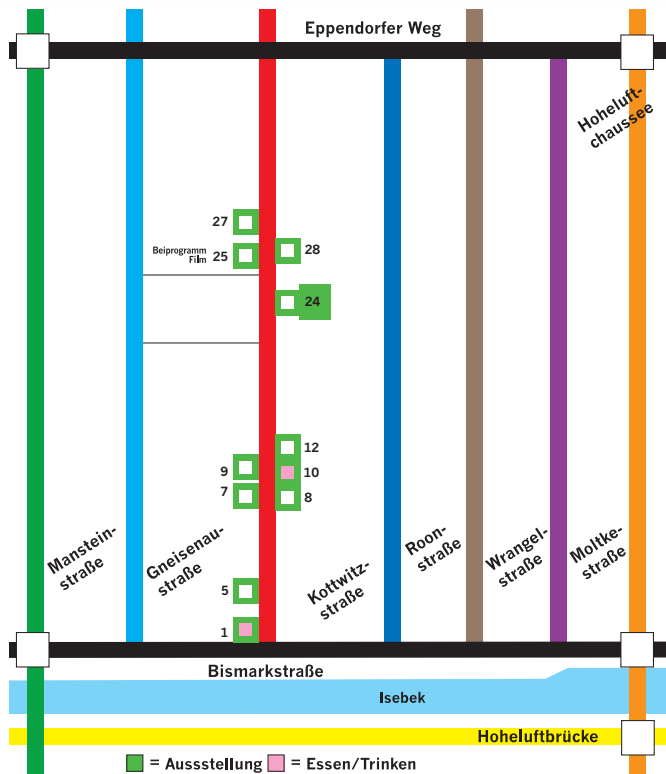 Eppendorfer Weg
Hoheluft-
chaussee
27
Beiprogramm
Film
25
28
24
12
9
10
7
8
Manstein-
straße
Gneisenau-
straße
Kottwitz-
straße
Roon-
straße
Wrangel-
straße
Moltke-
straße
5
1
Bismarkstraße
Isebek
Hoheluftbrücke
= Aussstellung
= Essen/Trinken